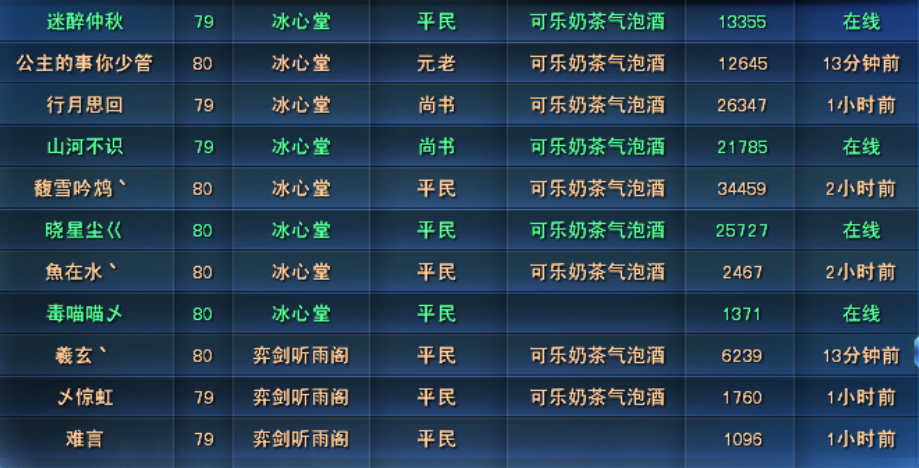 迷醉仲秋 79 冰心堂 平民 可乐奶茶气泡酒 13355 在线
公主的事你少管 80 冰心堂 元老 可乐奶茶气泡酒 12645 13分钟前
行月思回 79 冰心堂 尚书 可乐奶茶气泡酒 26347 1小时前
山河不识 79 冰心堂 尚书 可乐奶茶气泡酒 21785 在线
馥雪吟鸩丶 80 冰心堂 平民 可乐奶茶气泡酒 34459 2小时前
晓星尘巜 80 冰心堂 平民 可乐奶茶气泡酒 25727 在线
魚在水丶 80 冰心堂 平民 可乐奶茶气泡酒 2467 2小时前
毒喵喵乄 80 冰心堂 平民 1371 在线
羲玄丶 80 弈剑听雨阁 平民 可乐奶茶气泡酒 6239 13分钟前
乄惊虹 79 弈剑听雨阁 平民 可乐奶茶气泡酒 1760 1小时前
难言 79 弈剑听雨阁 平民 1096 1小时前